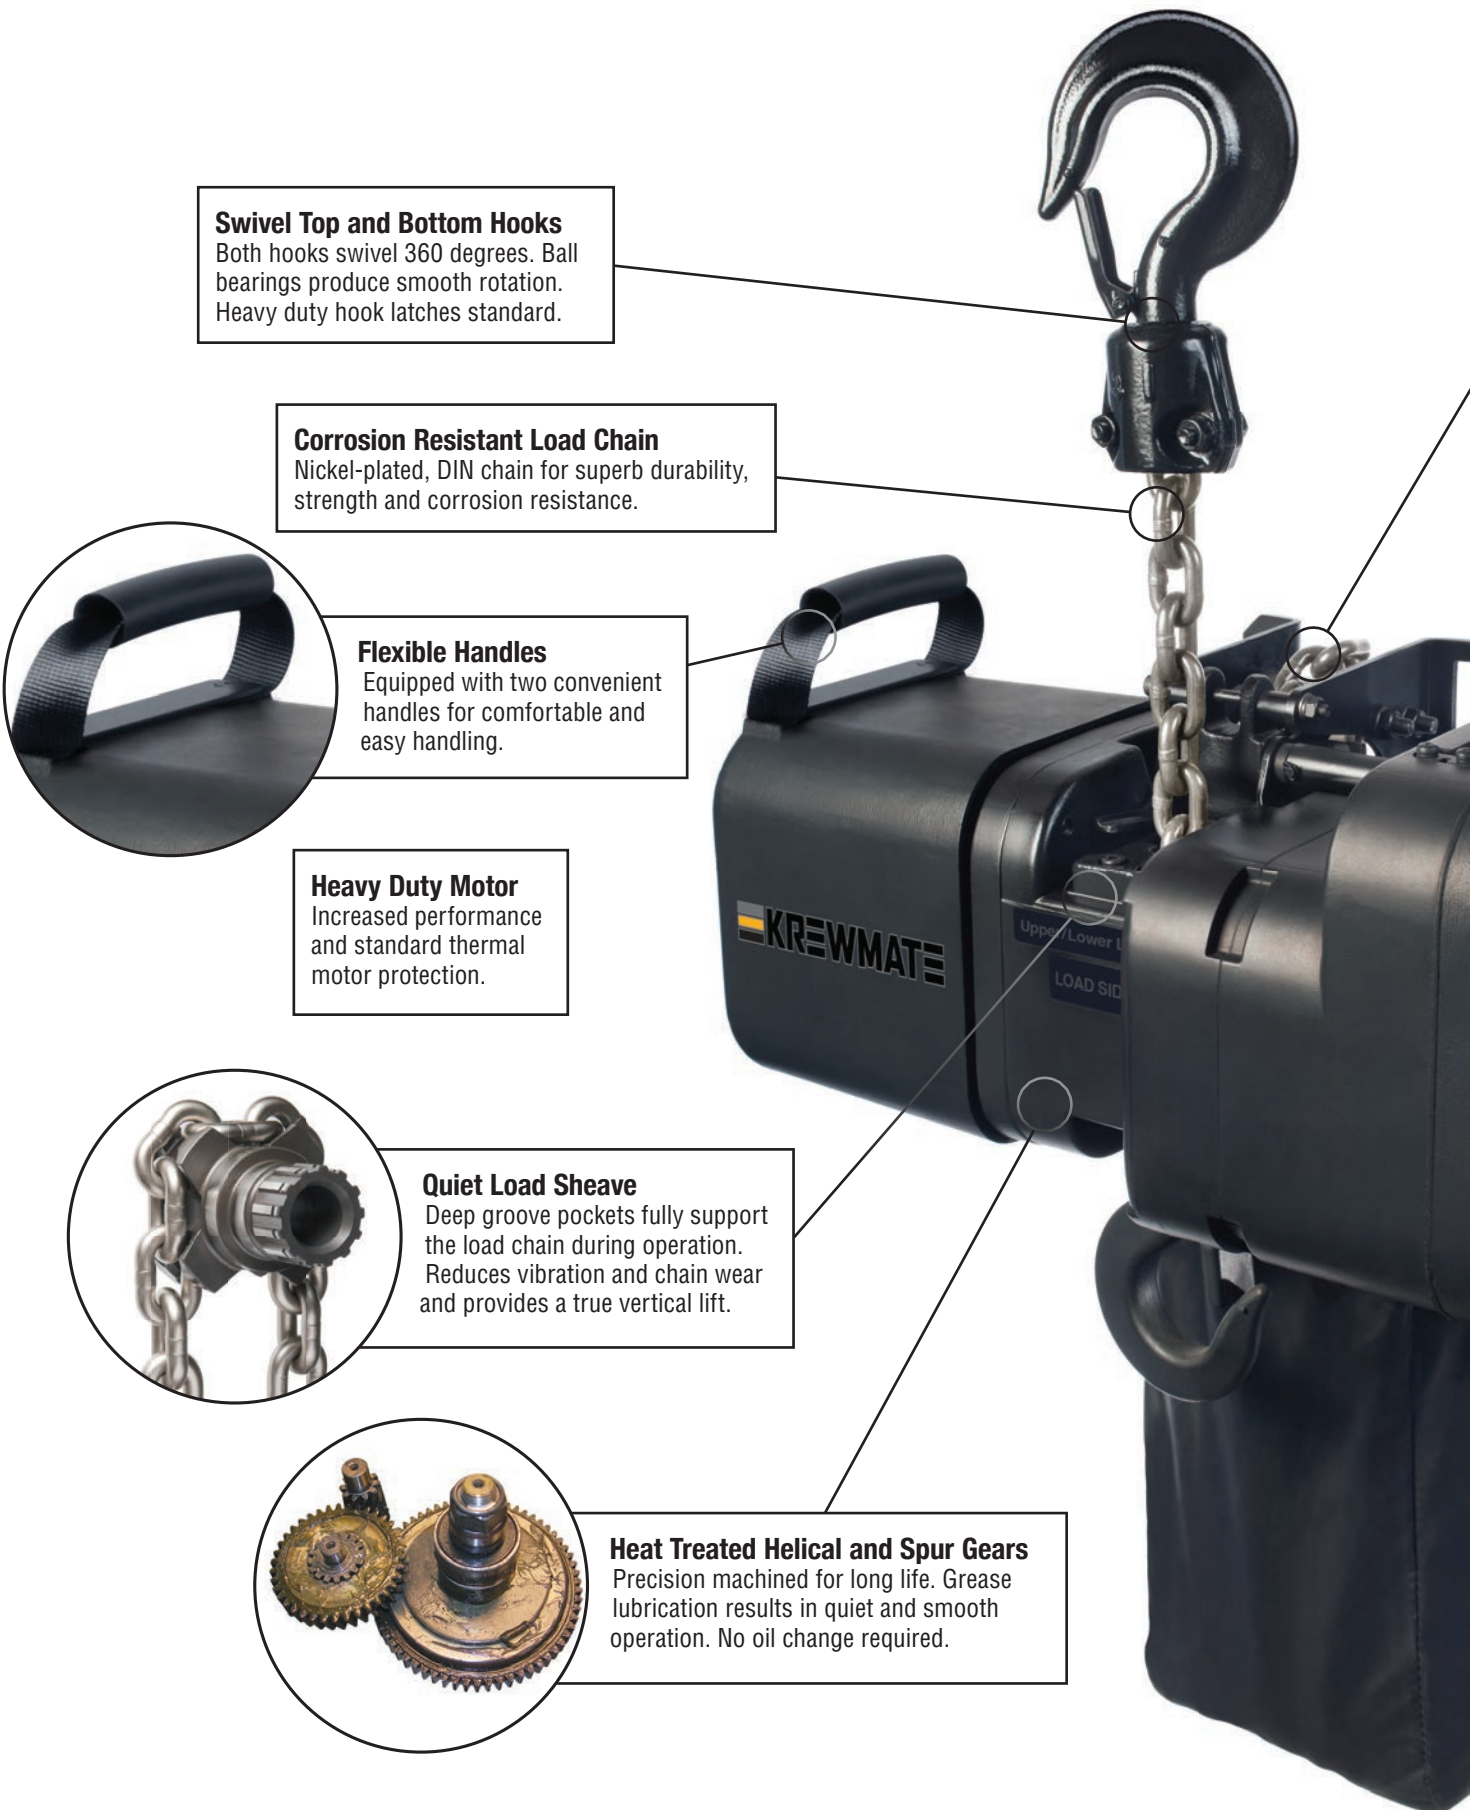 Swivel Top and Bottom Hooks
Both hooks swivel 360 degrees. Ball
bearings produce smooth rotation.
Heavy duty hook latches standard.
Corrosion Resistant Load Chain
Nickel-plated, DIN chain for superb durability,
strength and corrosion resistance.
Flexible Handles
Equipped with two convenient
handles for comfortable and
easy handling.
Heavy Duty Motor
Increased performance
and standard thermal
motor protection.
KREWMATE
Upper/Lower L
LOAD SID
Quiet Load Sheave
Deep groove pockets fully support
the load chain during operation.
Reduces vibration and chain wear
and provides a true vertical lift.
Heat Treated Helical and Spur Gears
Precision machined for long life. Grease
lubrication results in quiet and smooth
operation. No oil change required.